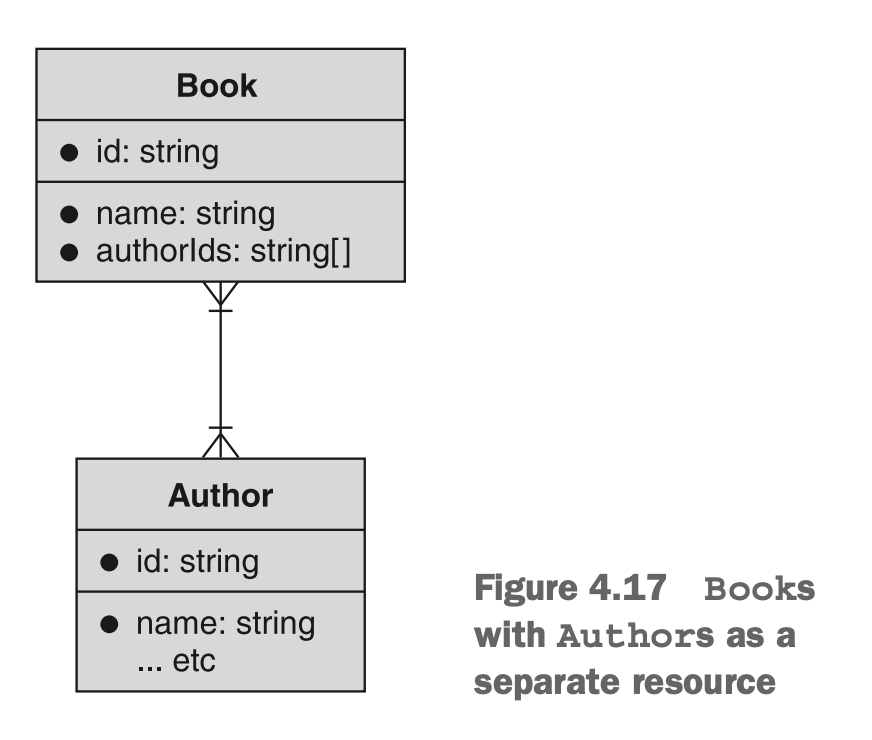 Book
● id: string
● name: string
● authorIds: string[]
Author
● id: string
● name: string
... etc
Figure 4.17 Books
with Authors as a
separate resource